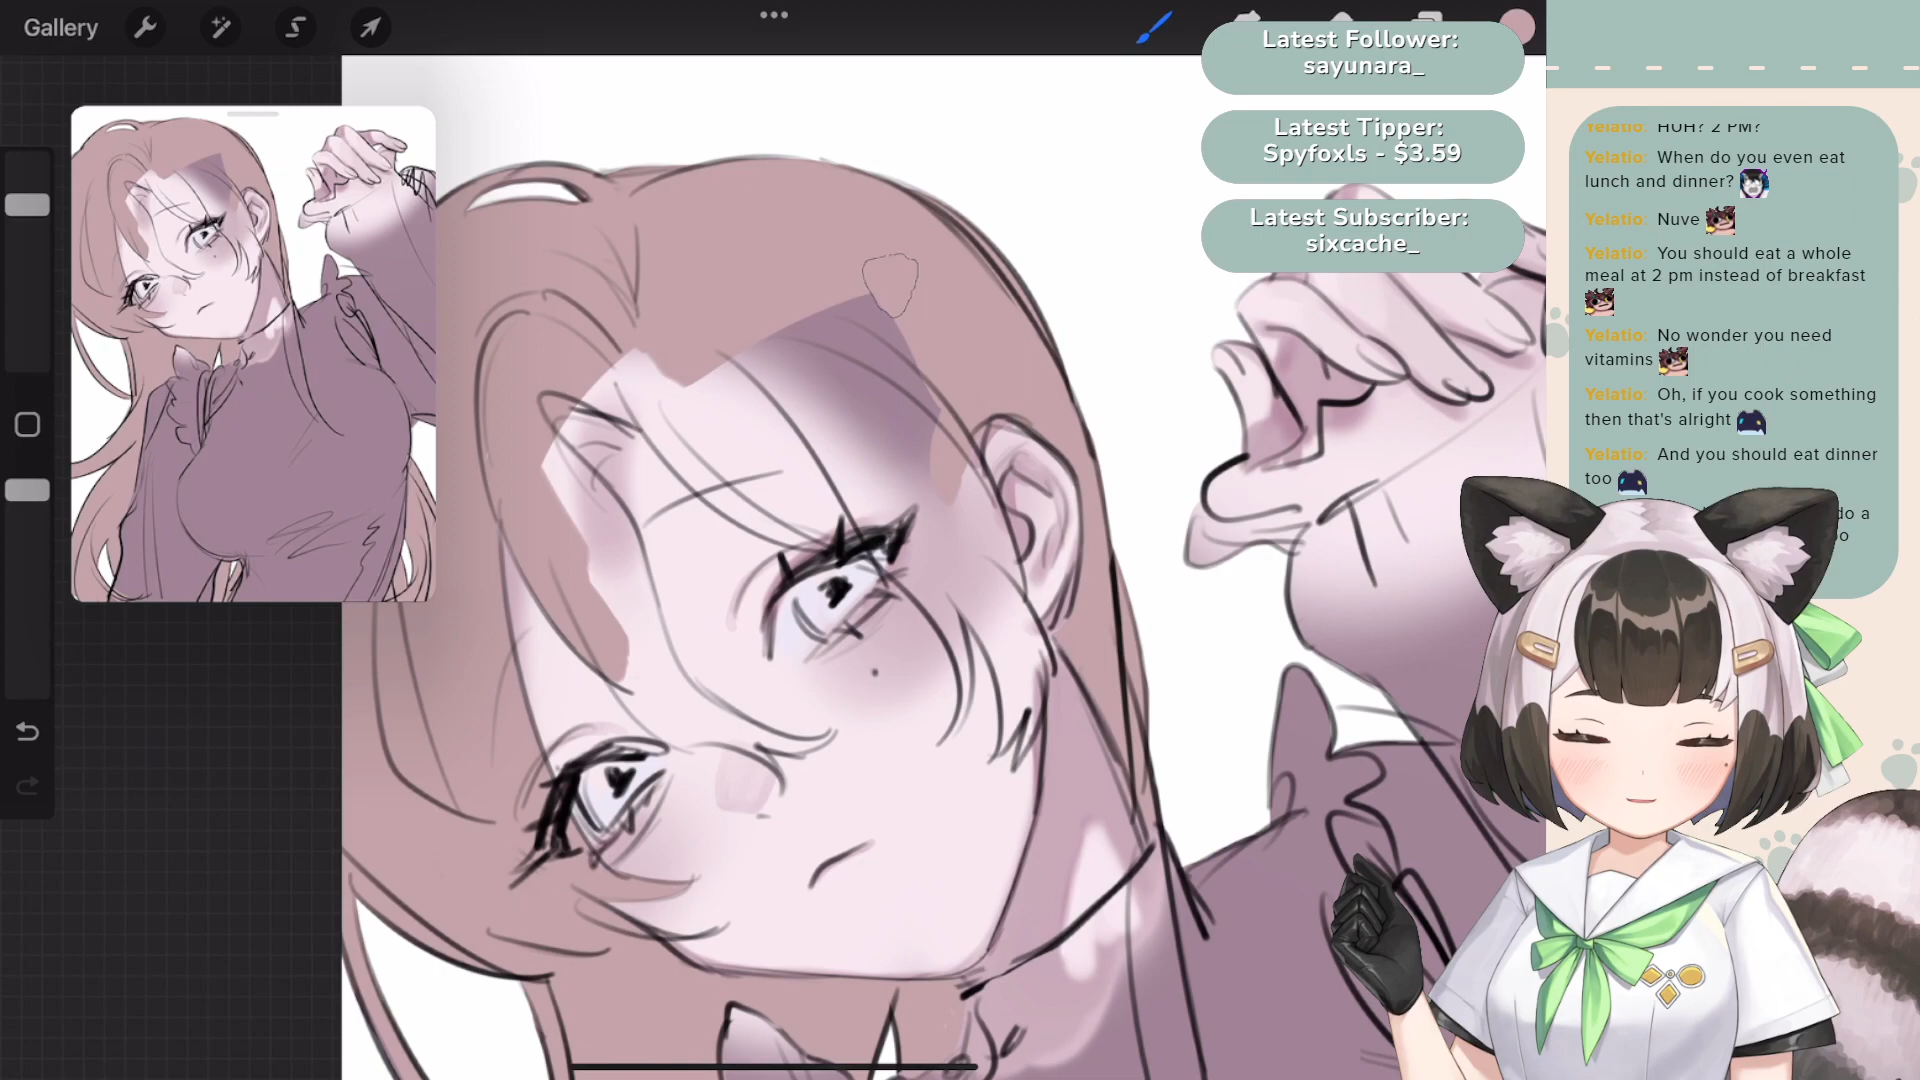 Gallery
Latest Follower:
sayunara_
Latest Tipper:
Spyfoxls - $3.59
Latest Subscriber:
sixcache_
Yelatio: HUH? 2 PM?
Yelatio: When do you even eat
lunch and dinner?
Yelatio: Nuve
Yelatio: You should eat a whole
meal at 2 pm instead of breakfast
Yelatio: No wonder you need
vitamins
Yelatio: Oh, if you cook something
then that's alright
Yelatio: And you should eat dinner
too
do a